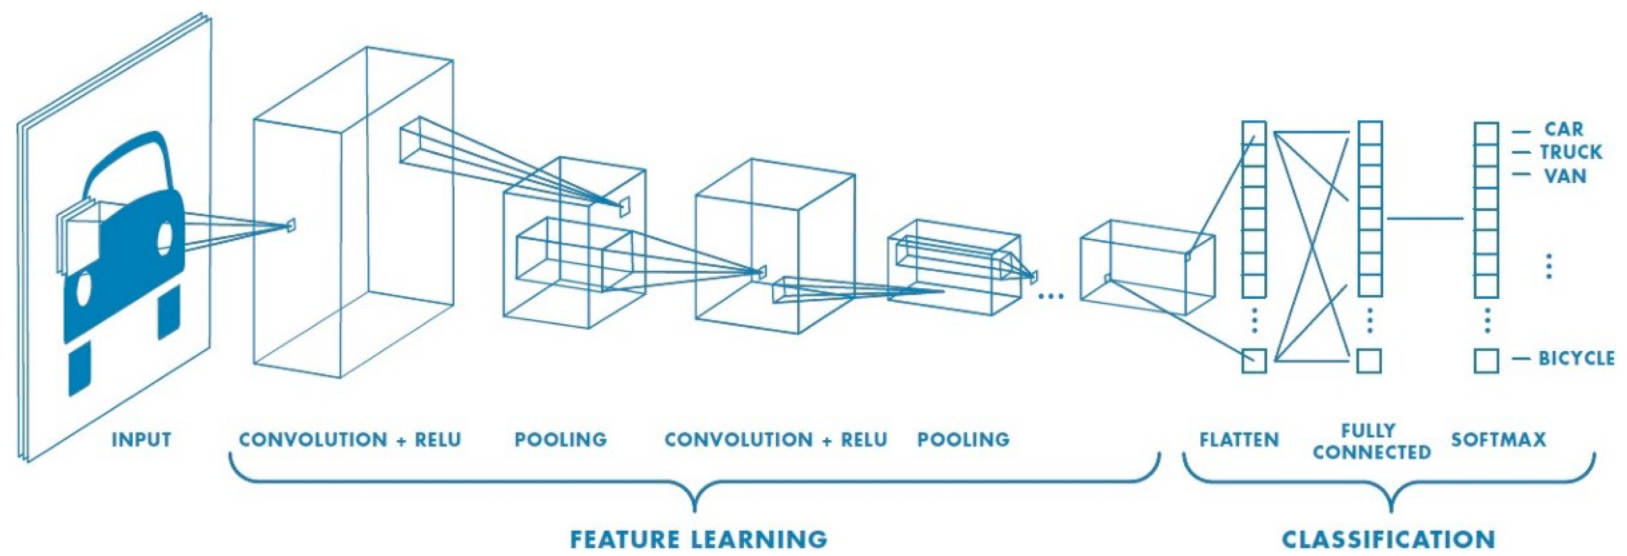 CAR
TRUCK
VAN
BICYCLE
INPUT
CONVOLUTION + RELU
POOLING
CONVOLUTION + RELU
POOLING
FLATTEN
FULLY
CONNECTED
SOFTMAX
FEATURE LEARNING
CLASSIFICATION